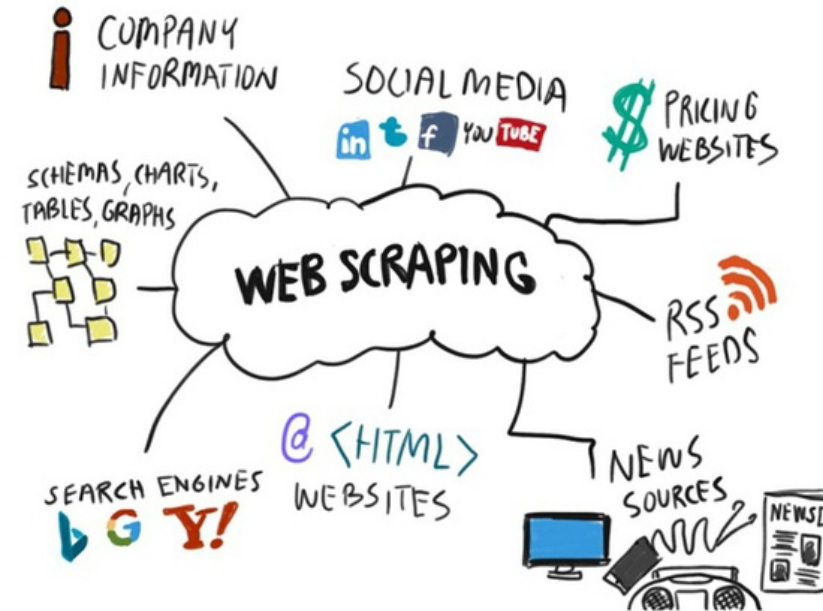 COMPANY
INFORMATION
SOCIAL MEDIA
in t f YOU TUBE
$ PRICING
WEBSITES
SCHEMAS, CHARTS,
TABLES, GRAPHS
WEB SCRAPING
RSS
FEEDS
@ <HTML>
WEBSITES
SEARCH ENGINES
b G Y!
NEWS
SOURCES
NEWS